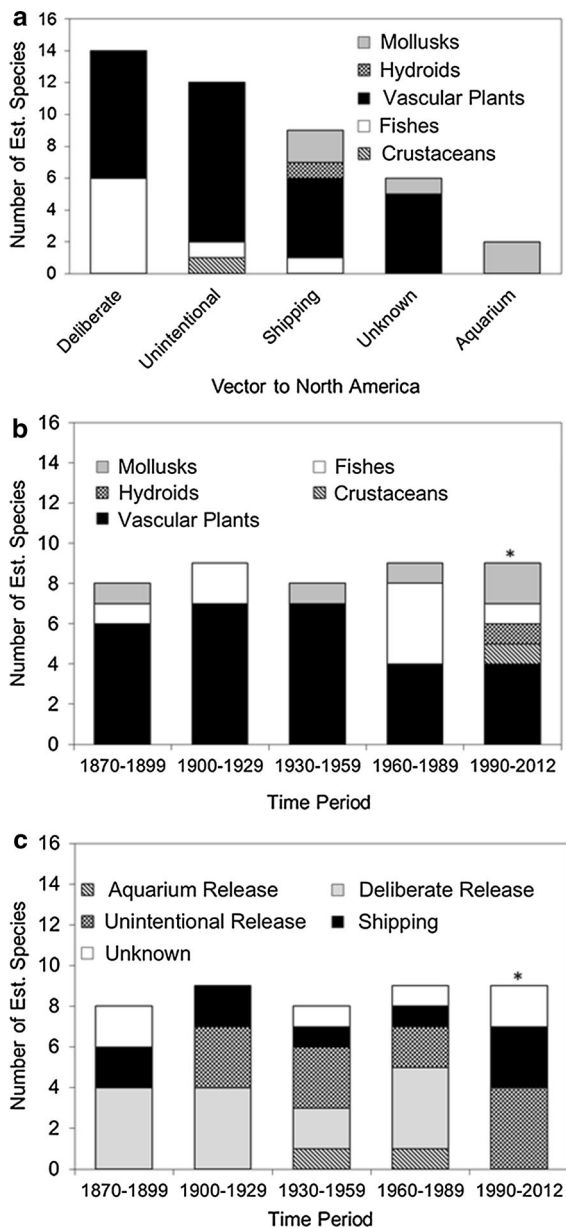 a
Number of Est. Species
16
14
12
10
8
6
4
2
0
Mollusks
Hydroids
Vascular Plants
Fishes
Crustaceans
Deliberate
Unintentional
Shipping
Unknown
Aquarium
Vector to North America
b
Number of Est. Species
16
14
12
10
8
6
4
2
0
Mollusks
Fishes
Hydroids
Crustaceans
Vascular Plants
*
1870-1899
1900-1929
1930-1959
1960-1989
1990-2012
Time Period
c
Number of Est. Species
16
14
12
10
8
6
4
2
0
Aquarium Release
Deliberate Release
Unintentional Release
Shipping
Unknown
*
1870-1899
1900-1929
1930-1959
1960-1989
1990-2012
Time Period